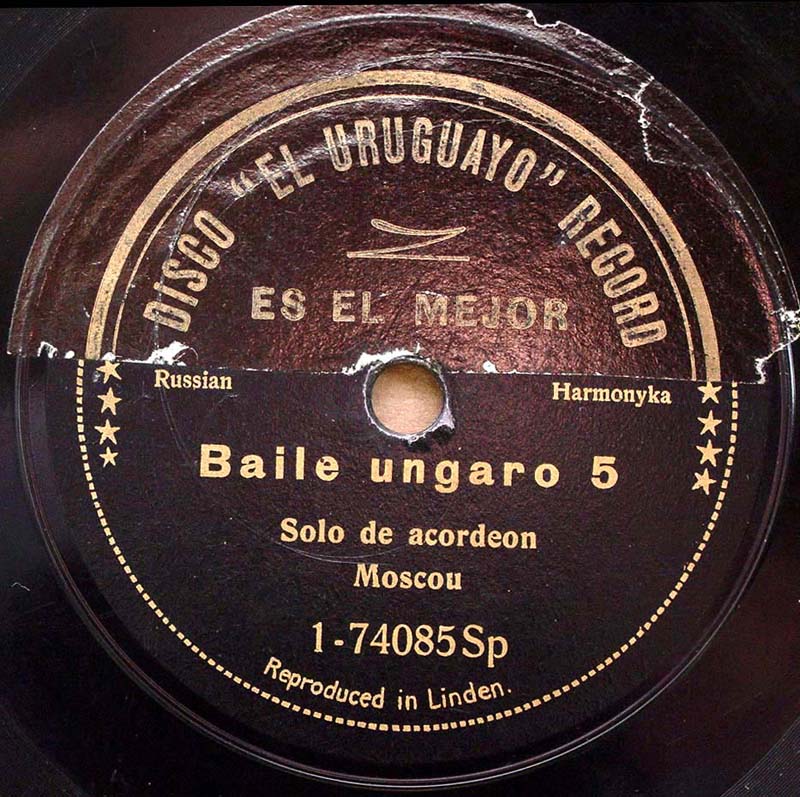 DISCO "EL URUGUAYO" RECORD
ES EL MEJOR
Russian Harmonyka
Baile ungaro 5
Solo de acordeon
Moscou
1-74085 Sp
Reproduced in Linden.